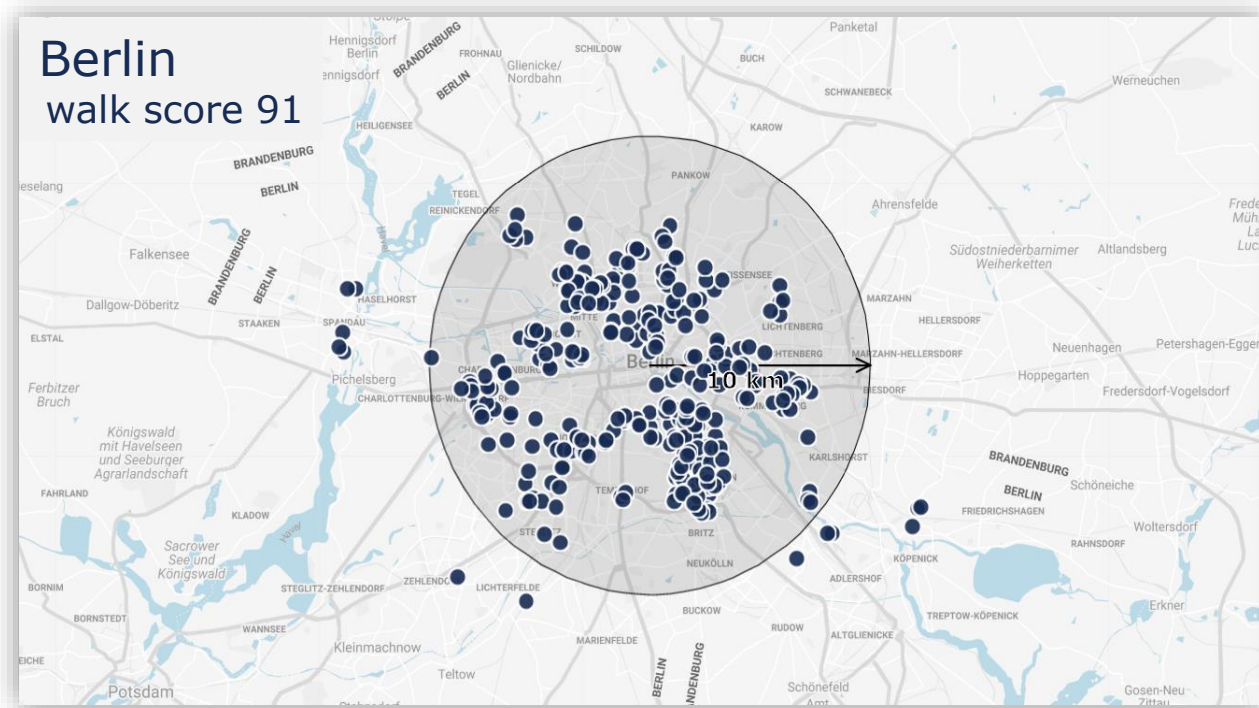 Berlin
walk score 91
Panketal
Hennigsdorf
Berlin
BRANDENBURG
BERLIN
FROHNAU
SCHILDOW
Glienicke/
Nordbahn
BUCH
Werneuchen
SCHWANEBECK
HEILIGENSEE
KAROW
BRANDENBURG
BERLIN
PANKOW
TEGEL
REINICKENDORF
Ahrensfelde
Falkensee
BRANDENBURG
BERLIN
Havel
Südostniederbarnimer
Weiherketten
Altlandsberg
Dallgow-Döberitz
HASELHORST
MARZAHN
STAAKEN
SPANDAU
MITTE
LICHTENBERG
HELLERSDORF
ELSTAL
Neuenhagen
Petershagen-Egger
Berlin
MARZAHN-HELLERSDORF
10 km
Pichelsberg
Hoppegarten
Ferbitzer
Bruch
BIESDORF
Fredersdorf-Vogelsdorf
Königswald
mit Havelseen
und Seeburger
Agrarlandschaft
KARLSHORST
BRANDENBURG
BERLIN
Schöneiche
FAHRLAND
KLADOW
Havel
FRIEDRICHSHAGEN
Woltersdorf
BRITZ
RAHNSDORF
Sacrower
See und
Königswald
NEUKÖLLN
KÖPENICK
ADLERSHOF
BORNIM
STEGLITZ-ZEHLENDORF
LICHTERFELDE
Erkner
BUCKOW
TREPTOW-KÖPENICK
BORNSTEDT
WANNSEE
RUDOW
ALTGLIENICKE
Kleinmachnow
MARIENFELDE
Teltow
BERLIN
BRANDENBURG
Potsdam
Schönefeld
Gosen-Neu
Zittau